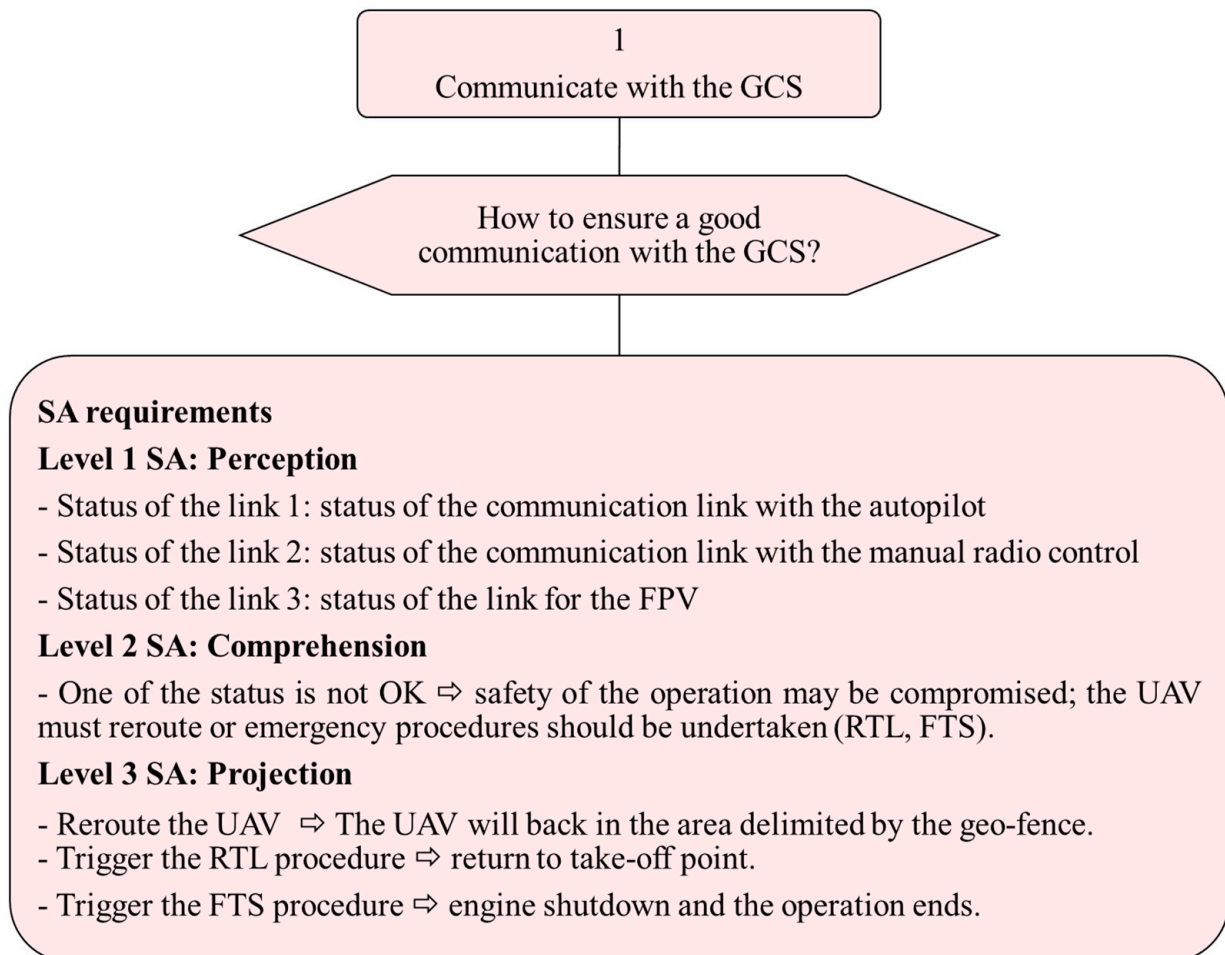 1
Communicate with the GCS
How to ensure a good
communication with the GCS?
SA requirements
Level 1 SA: Perception
- Status of the link 1: status of the communication link with the autopilot
- Status of the link 2: status of the communication link with the manual radio control
- Status of the link 3: status of the link for the FPV
Level 2 SA: Comprehension
- One of the status is not OK ⇨ safety of the operation may be compromised; the UAV
must reroute or emergency procedures should be undertaken (RTL, FTS).
Level 3 SA: Projection
- Reroute the UAV ⇨ The UAV will back in the area delimited by the geo-fence.
- Trigger the RTL procedure ⇨ return to take-off point.
- Trigger the FTS procedure ⇨ engine shutdown and the operation ends.